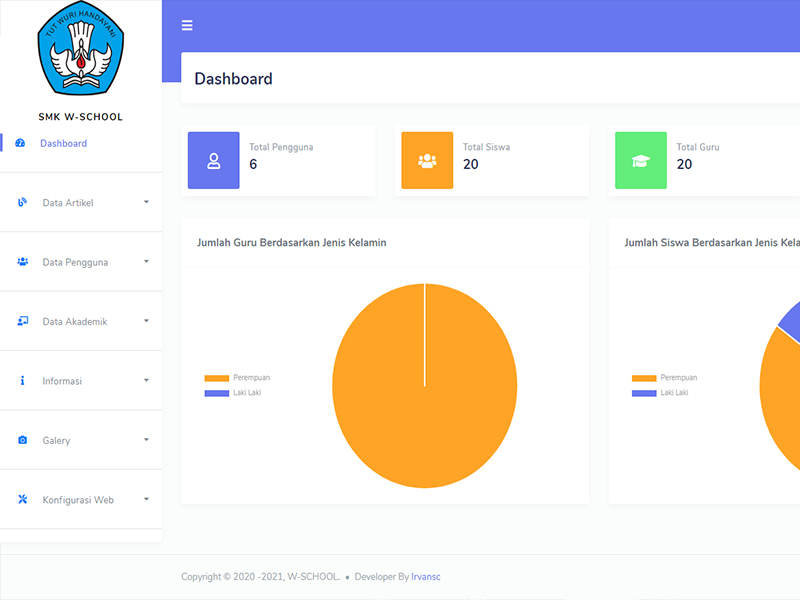 TUT WURI HANDAYANI
SMK W-SCHOOL
Dashboard
Data Artikel
Data Pengguna
Data Akademik
Informasi
Galery
Konfigurasi Web
Dashboard
Total Pengguna
6
Total Siswa
20
Total Guru
20
Jumlah Guru Berdasarkan Jenis Kelamin
Perempuan
Laki Laki
Jumlah Siswa Berdasarkan Jenis Kela
Perempuan
Laki Laki
Copyright © 2020 -2021, W-SCHOOL. • Developer By Irvansc